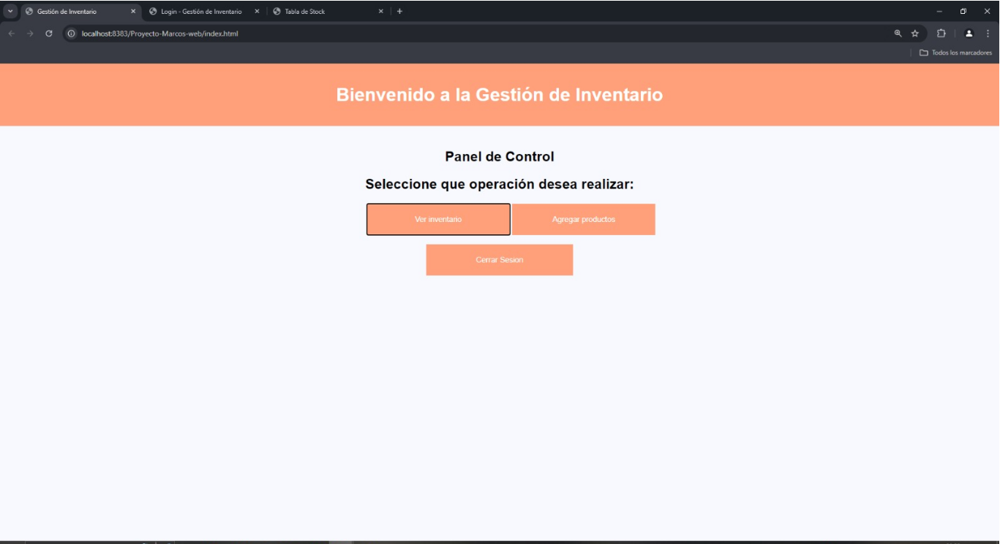 Gestión de Inventario
Login - Gestión de Inventario
Tabla de Stock
localhost:8383/Proyecto-Marcos-web/index.html
Todos los marcadores
Bienvenido a la Gestión de Inventario
Panel de Control
Seleccione que operación desea realizar:
Ver inventario
Agregar productos
Cerrar Sesion